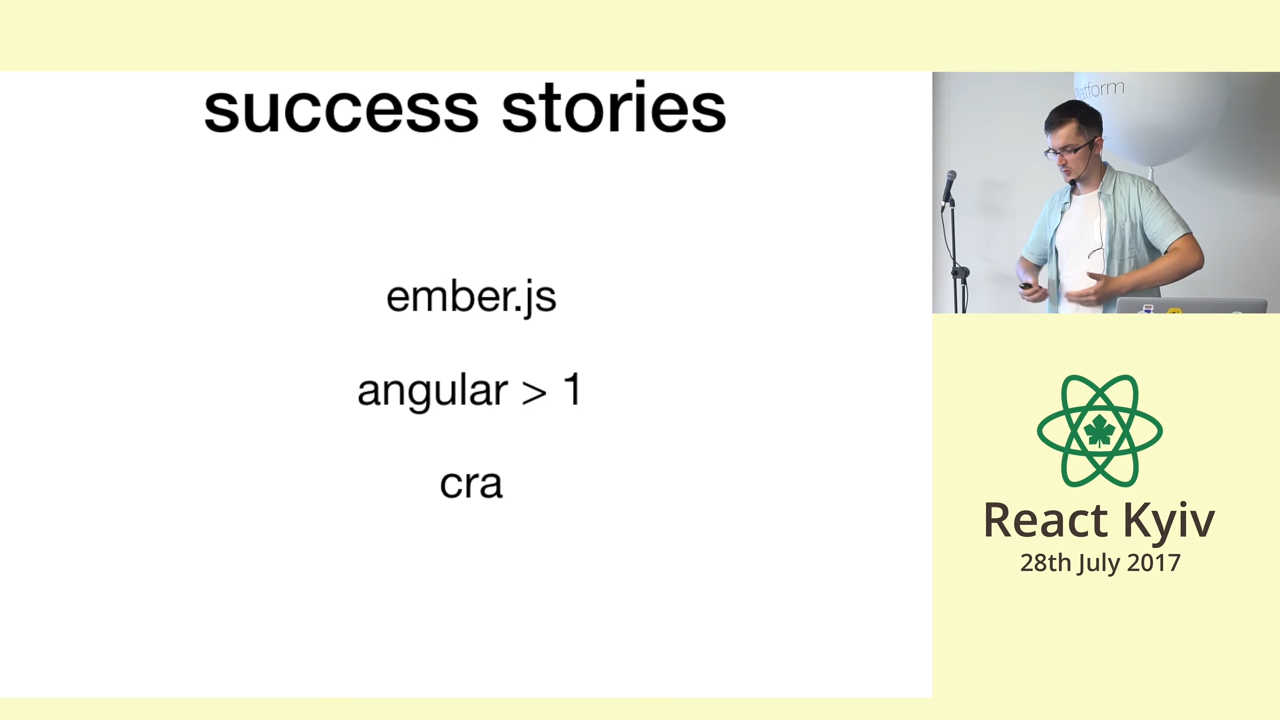 success stories
ember.js
angular > 1
cra
React Kyiv
28th July 2017